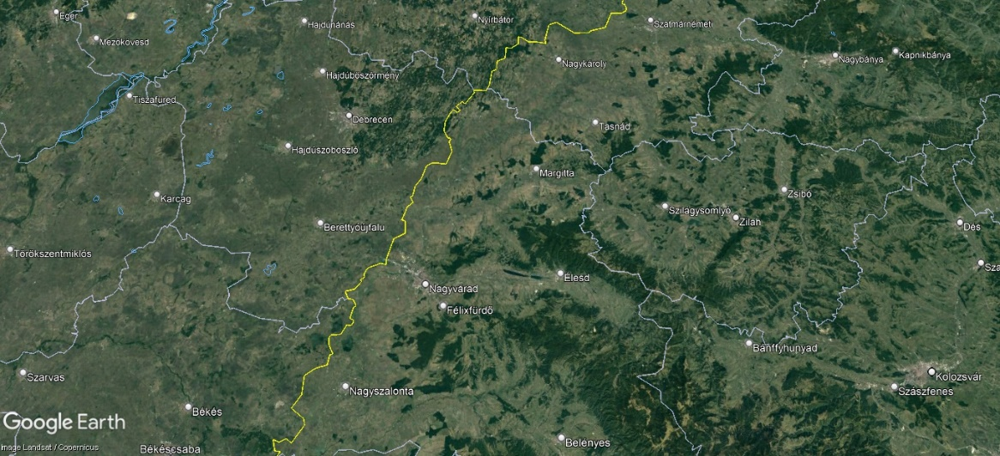 Eger
Mezőkövesd
Hajdúnánás
Nyírbátor
Szatmárnémeti
Nagykároly
Nagybánya
Kapnikbánya
Hajdúböszörmény
Tiszafüred
Debrecen
Tasnád
Hajdúszoboszló
Margitta
Zsibó
Karcag
Szilágysomlyó
Zilah
Berettyóújfalu
Dés
Törökszentmiklós
Sza
Élesd
Nagyvárad
Félixfürdő
Bánffyhunyad
Szarvas
Kolozsvár
Nagyszalonta
Szászfenes
Békés
Google Earth
Belényes
Image Landsat / Copernicus
Békéscsaba